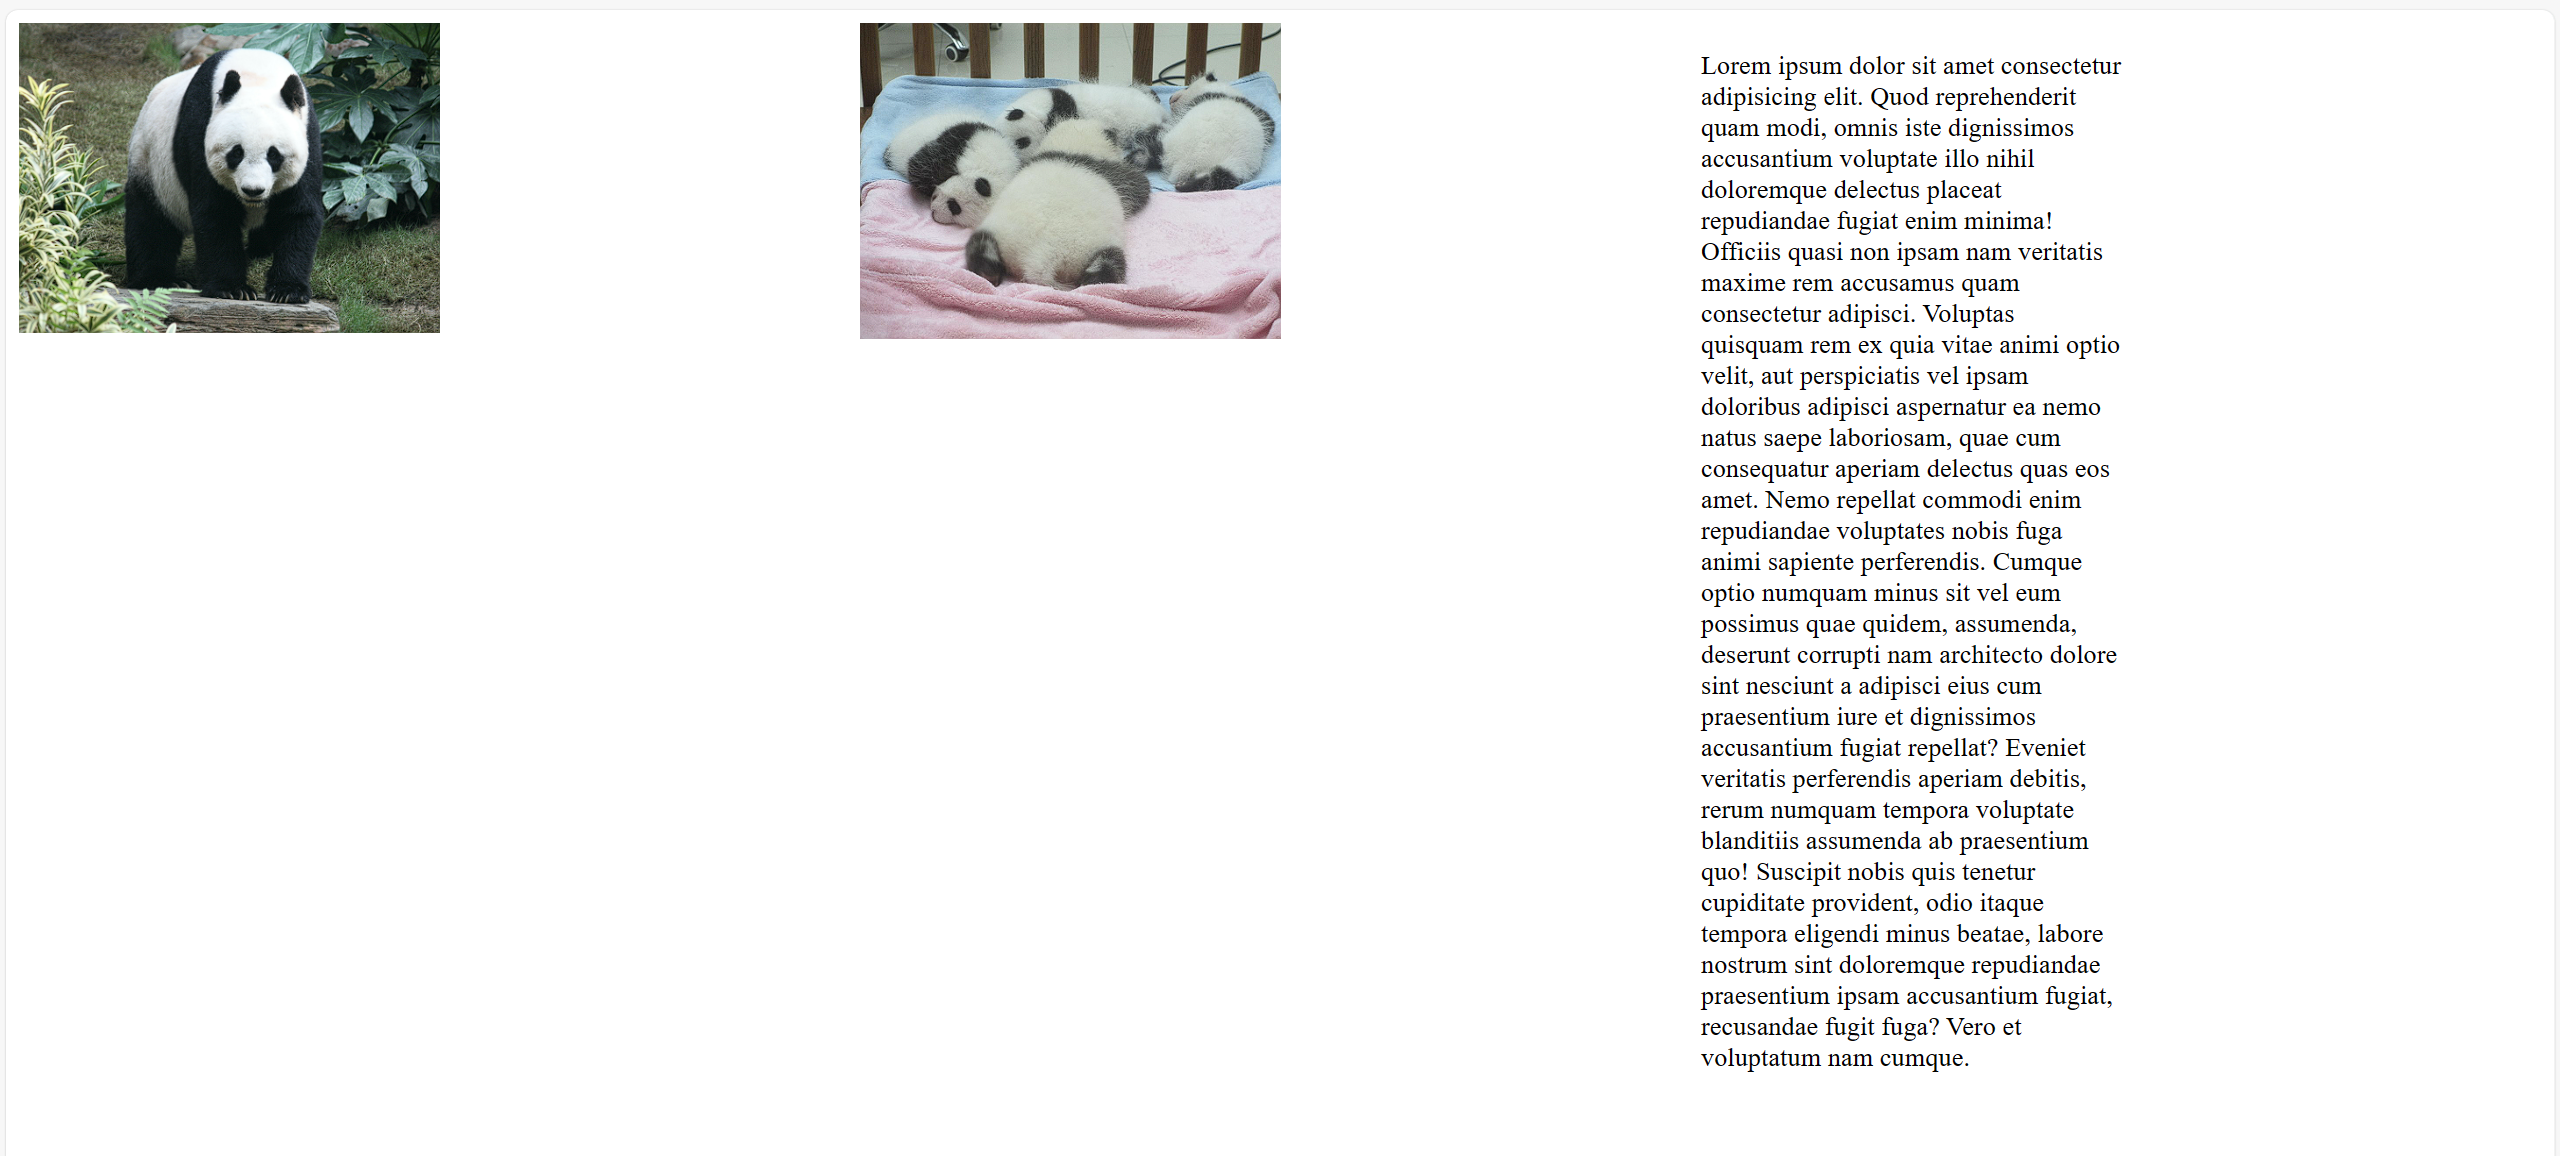 Lorem ipsum dolor sit amet consectetur
adipisicing elit. Quod reprehenderit
quam modi, omnis iste dignissimos
accusantium voluptate illo nihil
doloremque delectus placeat
repudiandae fugiat enim minima!
Officiis quasi non ipsam nam veritatis
maxime rem accusamus quam
consectetur adipisci. Voluptas
quisquam rem ex quia vitae animi optio
velit, aut perspiciatis vel ipsam
doloribus adipisci aspernatur ea nemo
natus saepe laboriosam, quae cum
consequatur aperiam delectus quas eos
amet. Nemo repellat commodi enim
repudiandae voluptates nobis fuga
animi sapiente perferendis. Cumque
optio numquam minus sit vel eum
possimus quae quidem, assumenda,
deserunt corrupti nam architecto dolore
sint nesciunt a adipisci eius cum
praesentium iure et dignissimos
accusantium fugiat repellat? Eveniet
veritatis perferendis aperiam debitis,
rerum numquam tempora voluptate
blanditiis assumenda ab praesentium
quo! Suscipit nobis quis tenetur
cupiditate provident, odio itaque
tempora eligendi minus beatae, labore
nostrum sint doloremque repudiandae
praesentium ipsam accusantium fugiat,
recusandae fugit fuga? Vero et
voluptatum nam cumque.